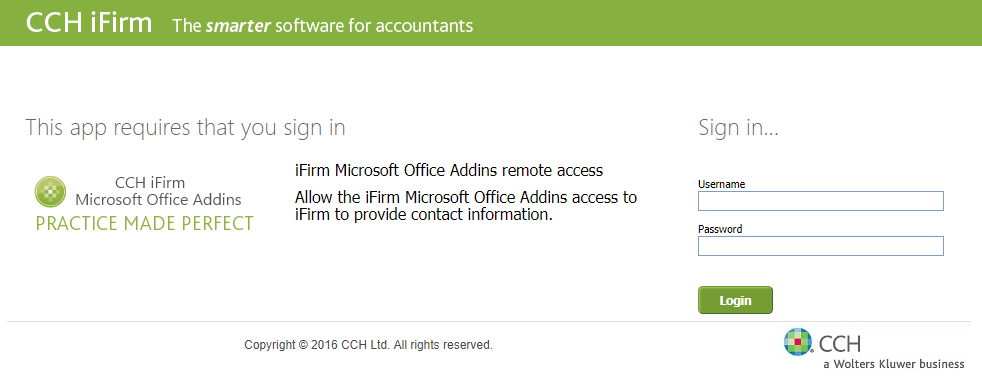 CCH iFirm The smarter software for accountants
This app requires that you sign in
CCH iFirm
Microsoft Office Addins
PRACTICE MADE PERFECT
iFirm Microsoft Office Addins remote access
Allow the iFirm Microsoft Office Addins access to
iFirm to provide contact information.
Sign in...
Username
Password
Login
Copyright © 2016 CCH Ltd. All rights reserved.
CCH
a Wolters Kluwer business